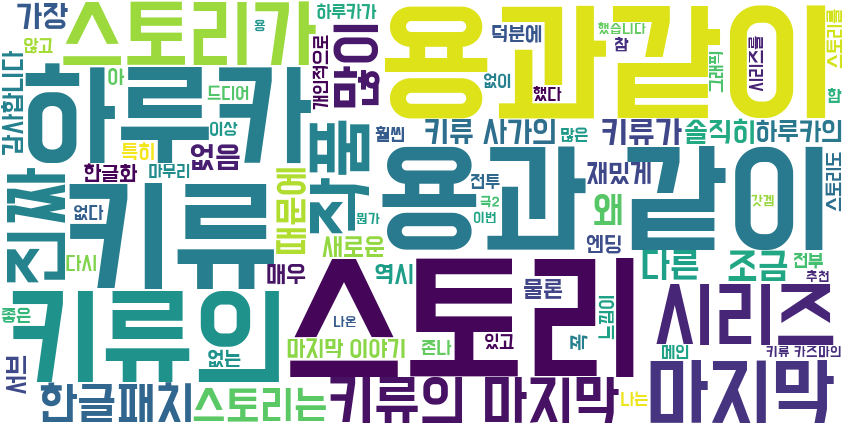 가장
스토리가
용
하루카가
많이
용과같이
덕분에
했습니다
참
스토리를
않고
아
개인적으로
없이
그래픽
시리즈를
감사합니다
하루카
드디어
했다
함
이상
작품
훨씬
키류 사가의
많은
키류가
솔직히
하루카의
특히
없음
한글화
마무리
진짜
키류
없다
때문에
뭔가
전투
극2
이번
용과같이
재밌게
왜
갓겜
스토리도
다시
새로운
엔딩
매우
역시
물론
다른
조금
전부
추천
좋은
키류의
스토리
나온
느낌이
시리즈
없는
마지막 이야기
존나
있고
꼭
메인
키류 카즈마의
서브
한글패치
스토리는
키류의 마지막
나는
마지막